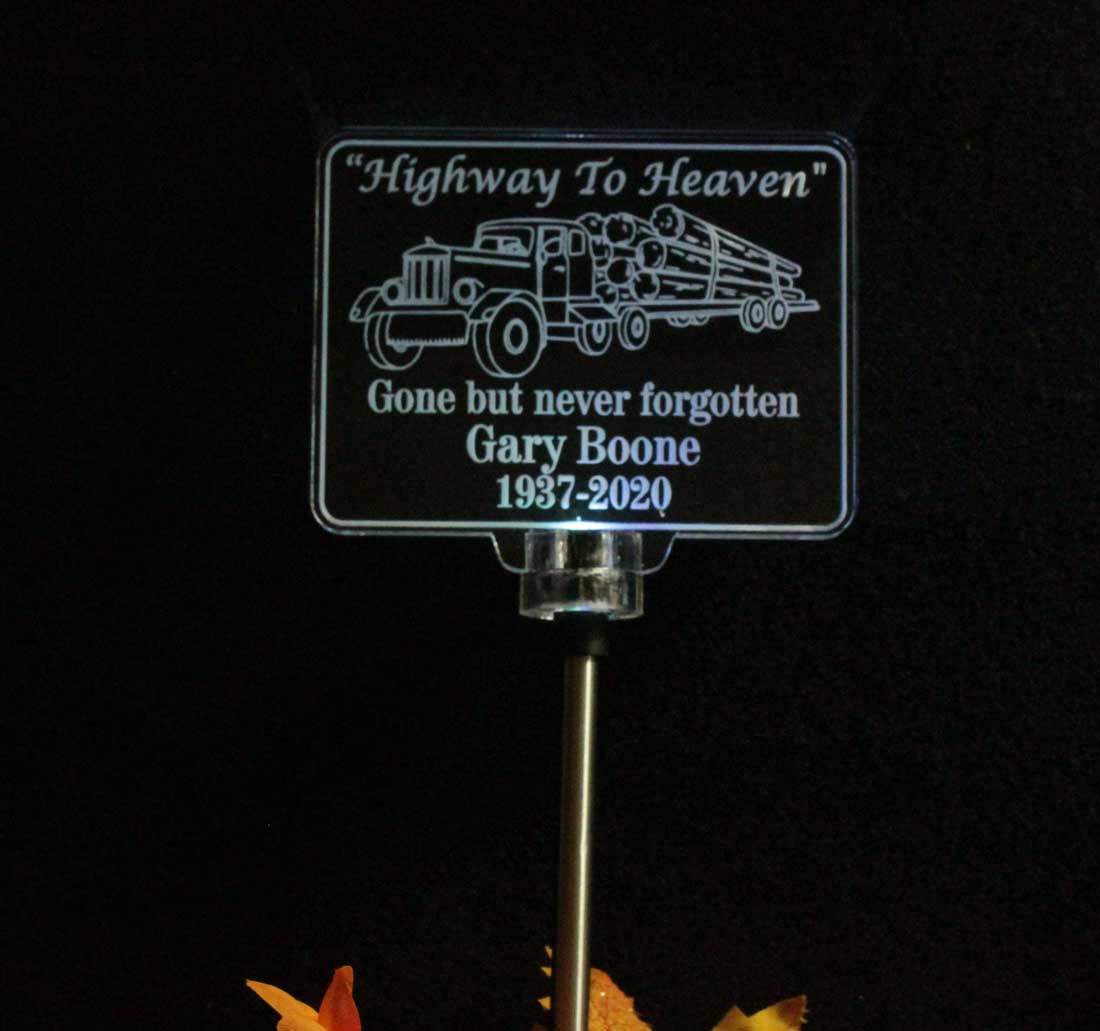 “Highway To Heaven"
Gone but never forgotten
Gary Boone
1937-2020